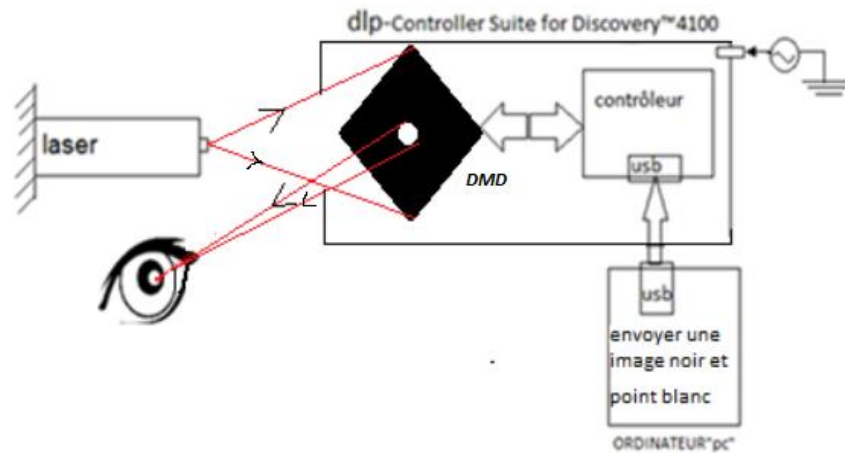 dlp-Controller Suite for Discovery™4100
contrôleur
laser
usb
DMD
usb
envoyer une
image noir et
point blanc
ORDINATEUR"pc"